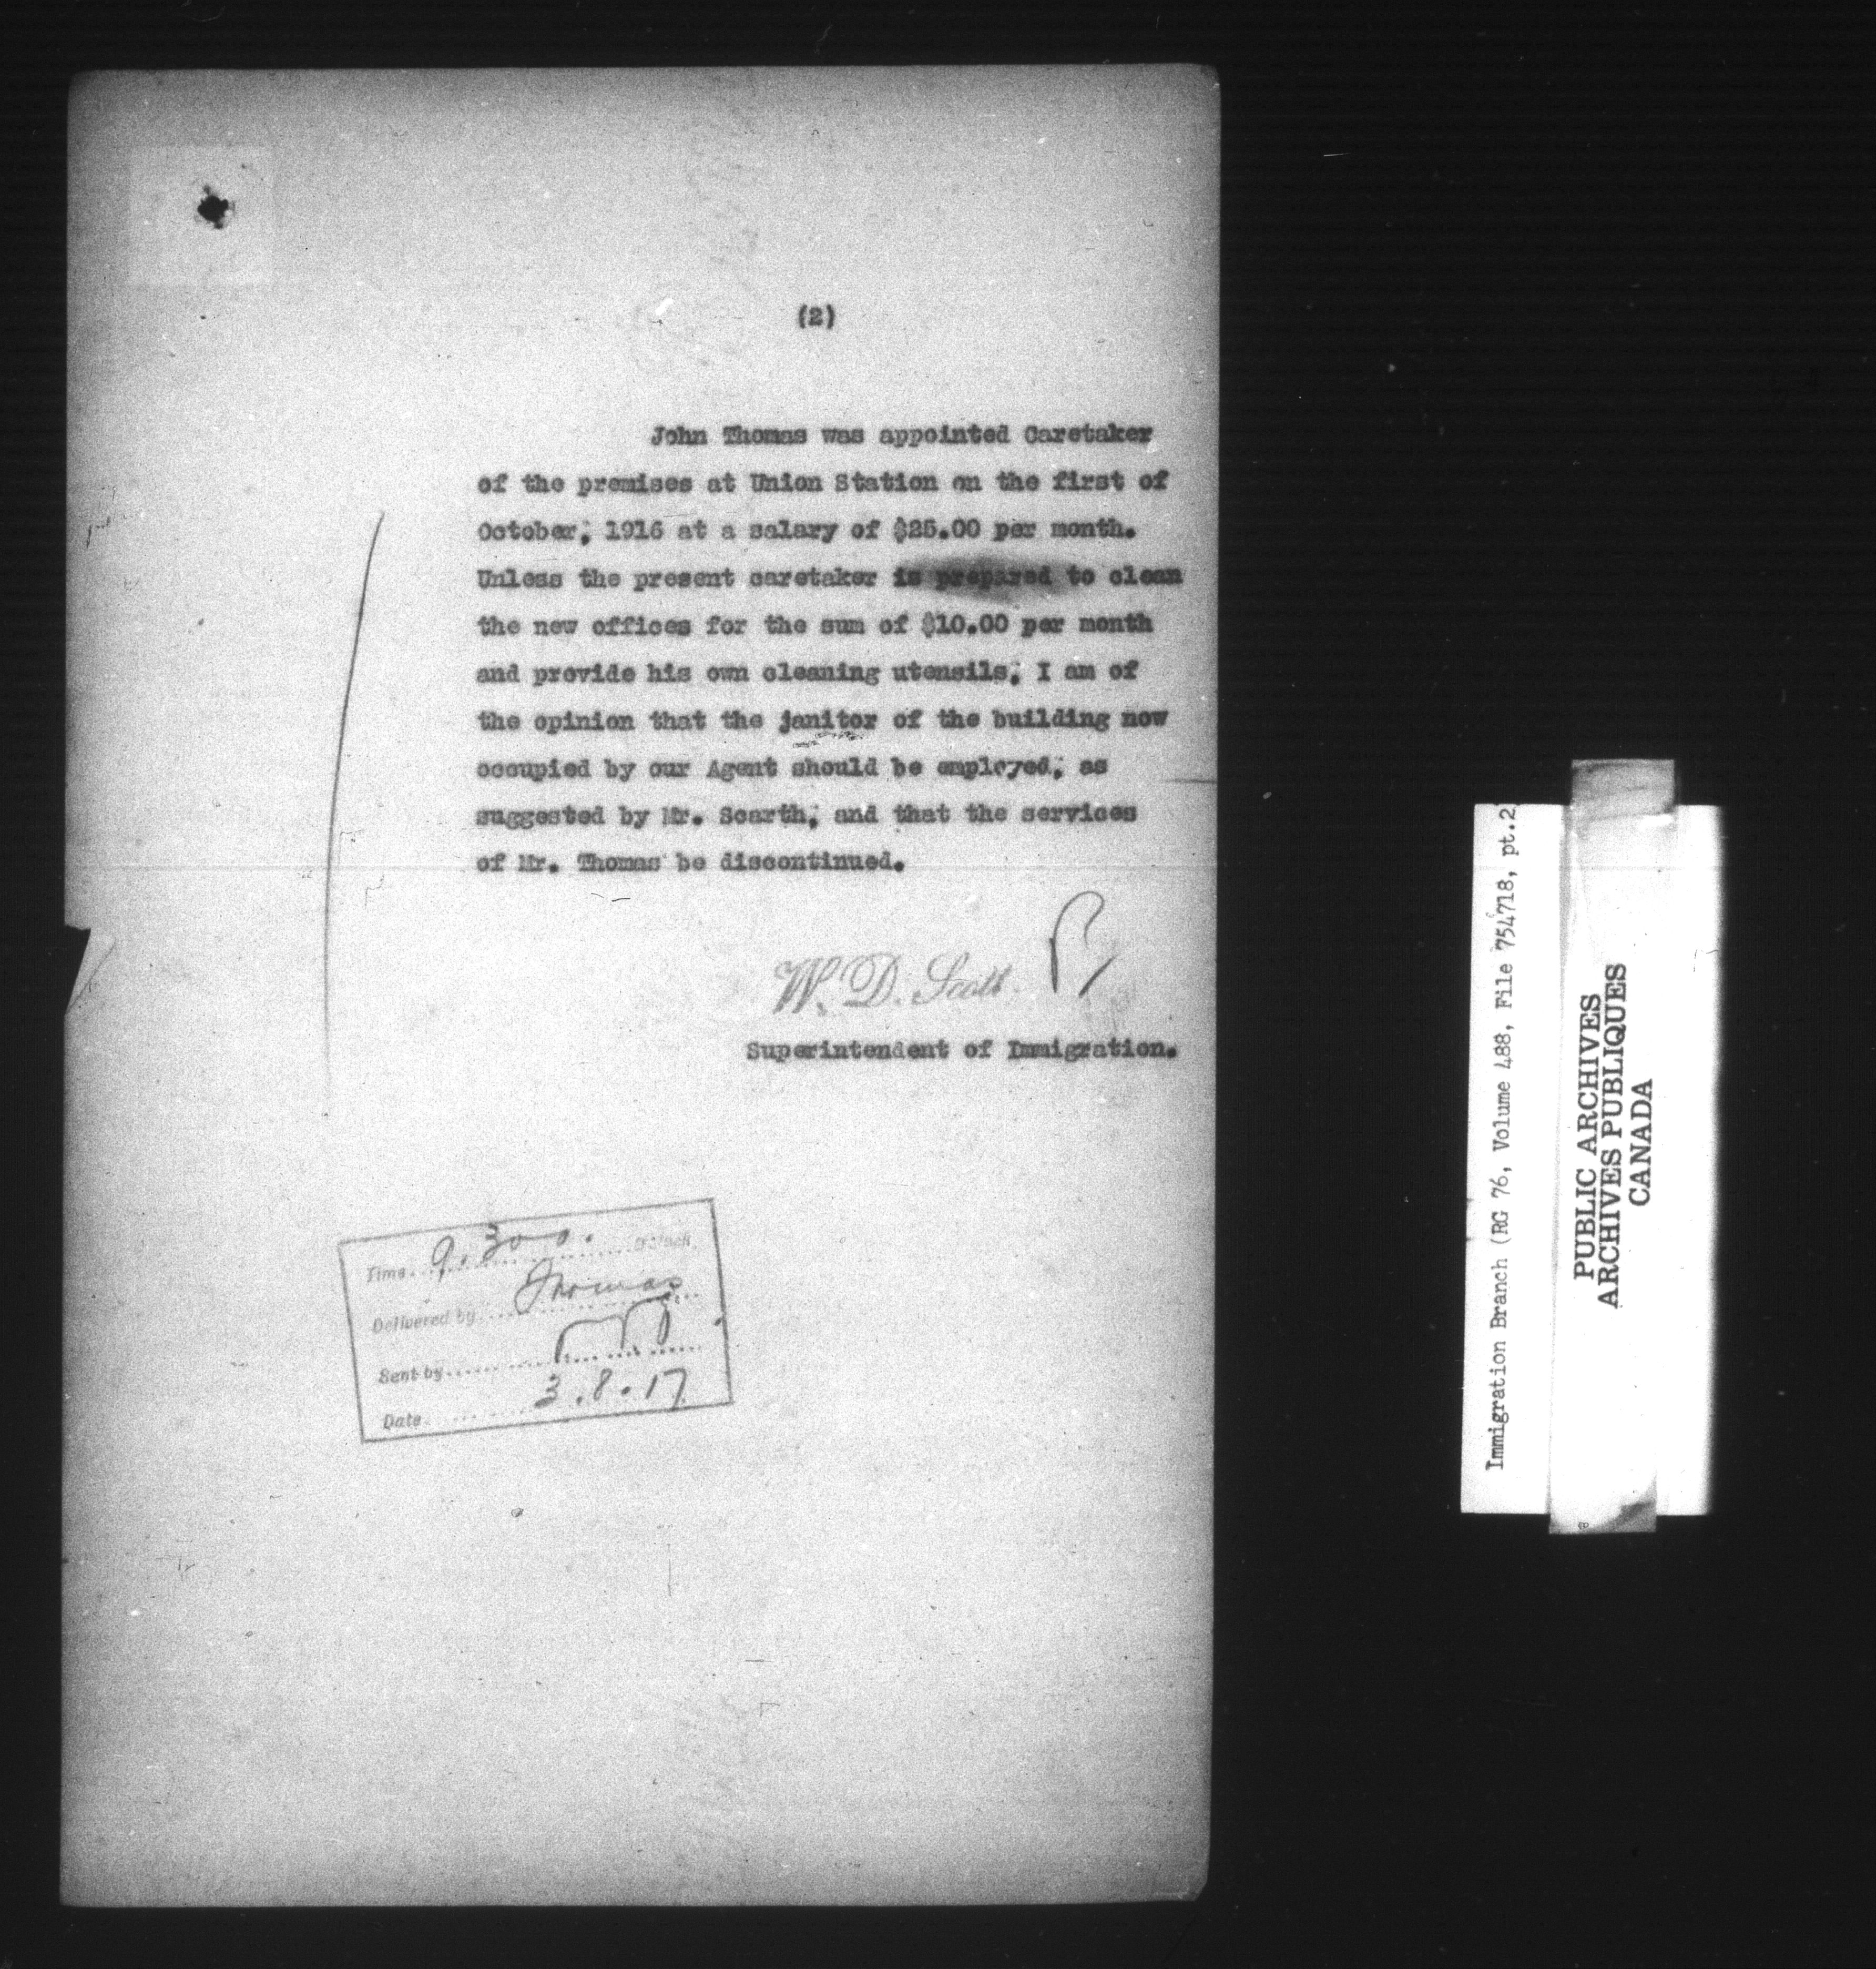 (2)
John Thomas was appointed Caretaker
of the premises at Union Station on the first of
October, 1916 at a salary of $25.00 per month.
Unless the present caretaker is prepared to clean
the new offices for the sum of $10.00 per month
and provide his own cleaning utensils, I am of
the opinion that the janitor of the building now
occupied by our Agent should be employed, as
suggested by Mr. Scarth, and that the services
of Mr. Thomas be discontinued.
W. D. Scott
Superintendent of Immigration.
Time 9.30 O'clock
Delivered by Thomas
Sent by
Date 3.8.17
Immigration Branch (RG 76, Volume 488, File 754718, pt.2
PUBLIC ARCHIVES
ARCHIVES PUBLIQUES
CANADA